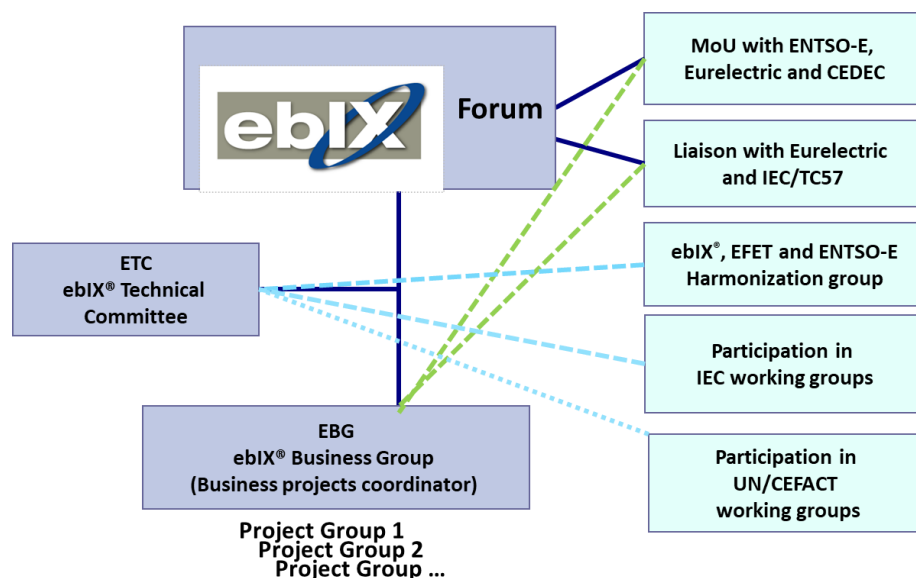 ebIX
Forum
MoU with ENTSO-E,
Eurelectric and CEDEC
Liaison with Eurelectric
and IEC/TC57
ETC
ebIX® Technical
Committee
ebIX®, EFET and ENTSO-E
Harmonization group
Participation in
IEC working groups
EBG
ebIX® Business Group
(Business projects coordinator)
Participation in
UN/CEFACT
working groups
Project Group 1
Project Group 2
Project Group ...